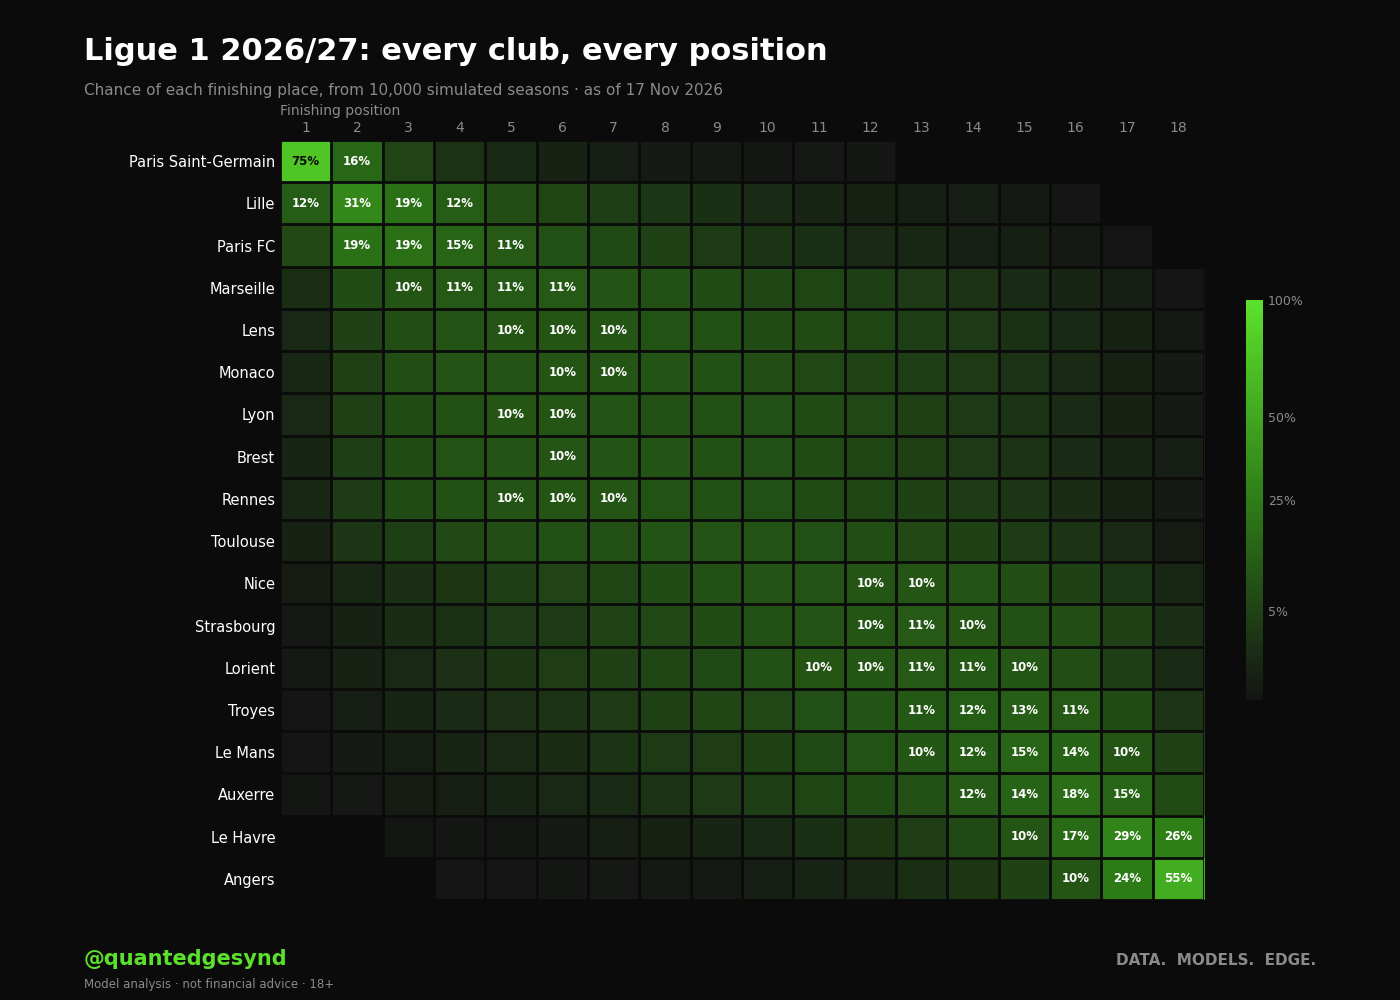 Ligue 1 2026/27: every club, every position
Chance of each finishing place, from 10,000 simulated seasons · as of 17 Nov 2026
Finishing position
1 2 3 4 5 6 7 8 9 10 11 12 13 14 15 16 17 18
Paris Saint-Germain 75% 16%
Lille 12% 31% 19% 12%
Paris FC 19% 19% 15% 11%
Marseille 10% 11% 11% 11%
Lens 10% 10% 10%
Monaco 10% 10%
Lyon 10% 10%
Brest 10%
Rennes 10% 10% 10%
Toulouse
Nice 10% 10%
Strasbourg 10% 11% 10%
Lorient 10% 10% 11% 11% 10%
Troyes 11% 12% 13% 11%
Le Mans 10% 12% 15% 14% 10%
Auxerre 12% 14% 18% 15%
Le Havre 10% 17% 29% 26%
Angers 10% 24% 55%
100%
50%
25%
5%
@quantedgesynd
DATA. MODELS. EDGE.
Model analysis · not financial advice · 18+